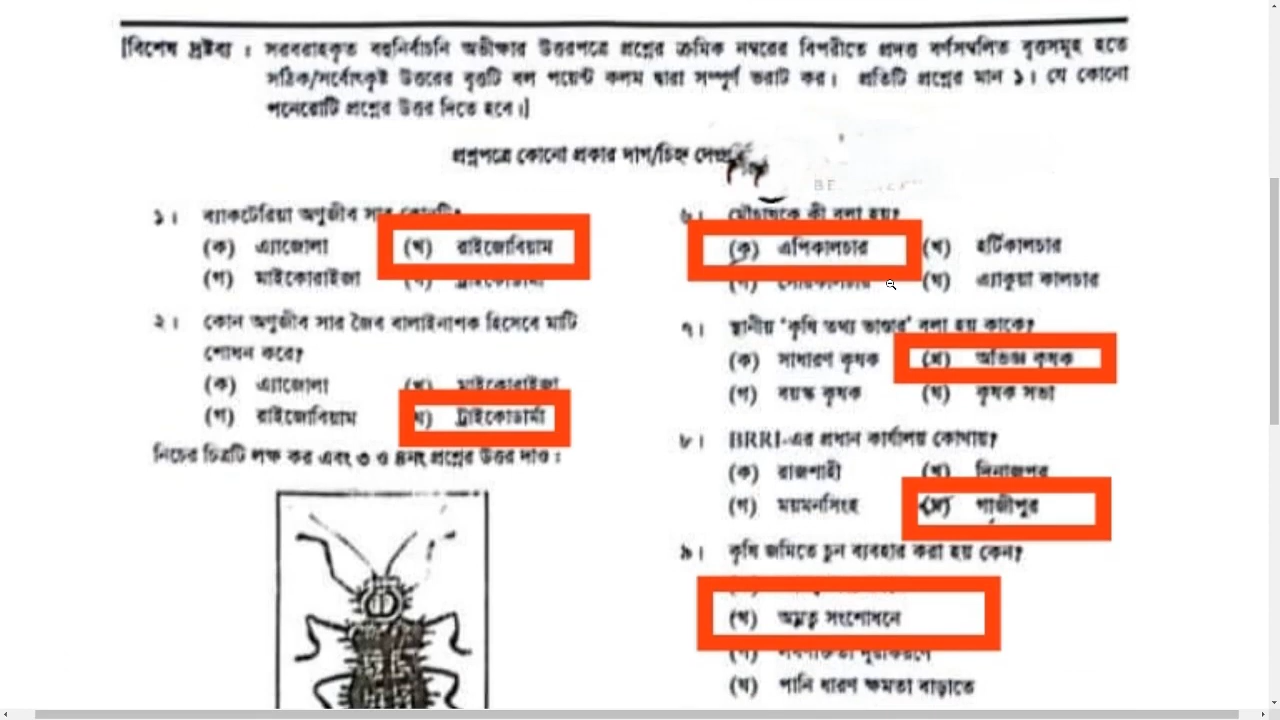 [বিশেষ দ্রষ্টব্য : সরবরাহকৃত বহুনির্বাচনি অভীক্ষার উত্তরপত্রে প্রশ্নের ক্রমিক নম্বরের বিপরীতে প্রদত্ত বর্ণসম্বলিত বৃত্তসমূহ হতে
সঠিক/সর্বোৎকৃষ্ট উত্তরের বৃত্তটি বল পয়েন্ট কলম দ্বারা সম্পূর্ণ ভরাট কর। প্রতিটি প্রশ্নের মান ১। যে কোনো
পনেরোটি প্রশ্নের উত্তর দিতে হবে।]
প্রশ্নপত্রে কোনো প্রকার দাগ/চিহ্ন
১। ব্যাকটেরিয়া অণুজীব সার কোনটি?
(ক) এ্যাজোলা (খ) রাইজোবিয়াম
(গ) মাইকোরাইজা (ঘ) ট্রাইকোডার্মা
২। কোন অণুজীব সার জৈব বালাইনাশক হিসেবে মাটি
শোধন করে?
(ক) এ্যাজোলা (খ) মাইকোরাইজা
(গ) রাইজোবিয়াম (ঘ) ট্রাইকোডার্মা
নিচের চিত্রটি লক্ষ কর এবং ৩ ও ৪নং প্রশ্নের উত্তর দাও :
৬। মৌচাষকে কী বলা হয়?
(ক) এপিকালচার (খ) হর্টিকালচার
(গ) সেরিকালচার (ঘ) এ্যাকুয়া কালচার
৭। স্থানীয় ‘কৃষি তথ্য ভাণ্ডার’ বলা হয় কাকে?
(ক) সাধারণ কৃষক (খ) অভিজ্ঞ কৃষক
(গ) বয়স্ক কৃষক (ঘ) কৃষক সভা
৮। BRRI-এর প্রধান কার্যালয় কোথায়?
(ক) রাজশাহী (খ) দিনাজপুর
(গ) ময়মনসিংহ (ঘ) গাজীপুর
৯। কৃষি জমিতে চুন ব্যবহার করা হয় কেন?
(খ) অম্লত্ব সংশোধনে
(গ)
(ঘ) পানি ধারণ ক্ষমতা বাড়াতে